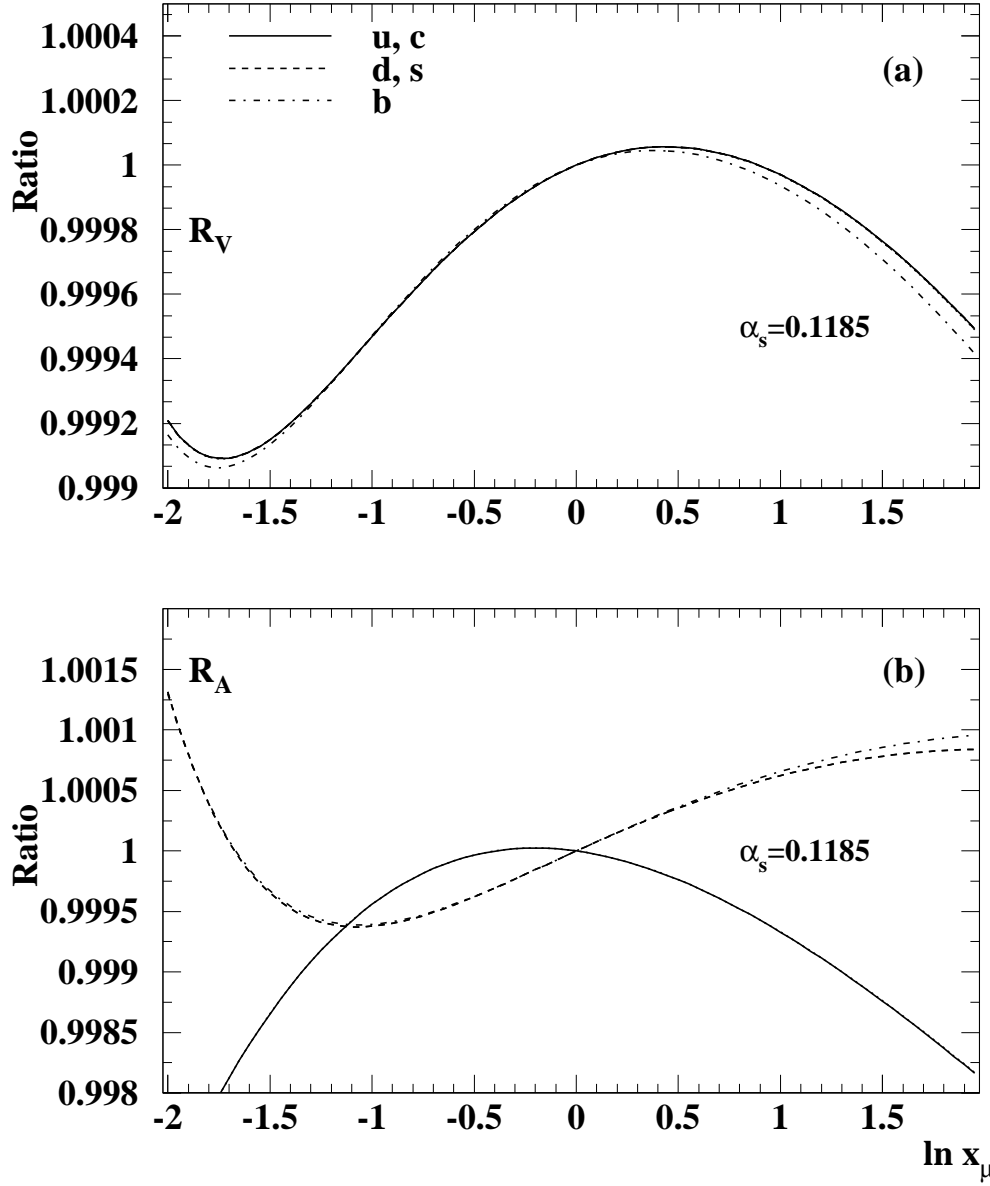 1.0004
u, c
d, s
(a)
1.0002
b
Ratio
1
0.9998
R_V
0.9996
α_s=0.1185
0.9994
0.9992
0.999
-2 -1.5 -1 -0.5 0 0.5 1 1.5
1.0015
R_A
(b)
1.001
1.0005
Ratio
1
α_s=0.1185
0.9995
0.999
0.9985
0.998
-2 -1.5 -1 -0.5 0 0.5 1 1.5
ln x_μ